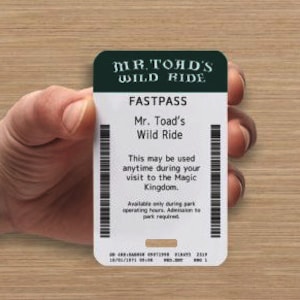 MR. TOAD'S
WILD RIDE
FASTPASS
Mr. Toad's
Wild Ride
This may be used
anytime during your
visit to the Magic
Kingdom.
Available only during park
operating hours. Admission to
park required.